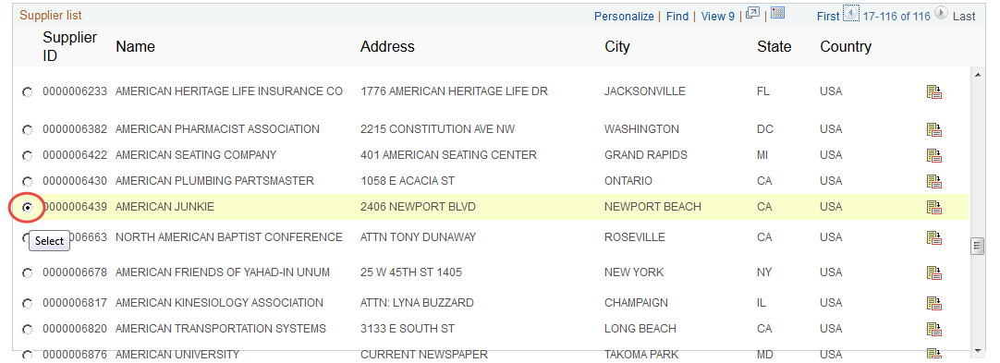 Supplier list Personalize | Find | View 9 | | First 17-116 of 116 Last
Supplier ID Name Address City State Country
0000006233 AMERICAN HERITAGE LIFE INSURANCE CO 1776 AMERICAN HERITAGE LIFE DR JACKSONVILLE FL USA
0000006382 AMERICAN PHARMACIST ASSOCIATION 2215 CONSTITUTION AVE NW WASHINGTON DC USA
0000006422 AMERICAN SEATING COMPANY 401 AMERICAN SEATING CENTER GRAND RAPIDS MI USA
0000006430 AMERICAN PLUMBING PARTSMASTER 1058 E ACACIA ST ONTARIO CA USA
0000006439 AMERICAN JUNKIE 2406 NEWPORT BLVD NEWPORT BEACH CA USA
Select
6663 NORTH AMERICAN BAPTIST CONFERENCE ATTN TONY DUNAWAY ROSEVILLE CA USA
0000006678 AMERICAN FRIENDS OF YAHAD-IN UNUM 25 W 45TH ST 1405 NEW YORK NY USA
0000006817 AMERICAN KINESIOLOGY ASSOCIATION ATTN: LYNA BUZZARD CHAMPAIGN IL USA
0000006820 AMERICAN TRANSPORTATION SYSTEMS 3133 E SOUTH ST LONG BEACH CA USA
0000006876 AMERICAN UNIVERSITY CURRENT NEWSPAPER TAKOMA PARK MD USA